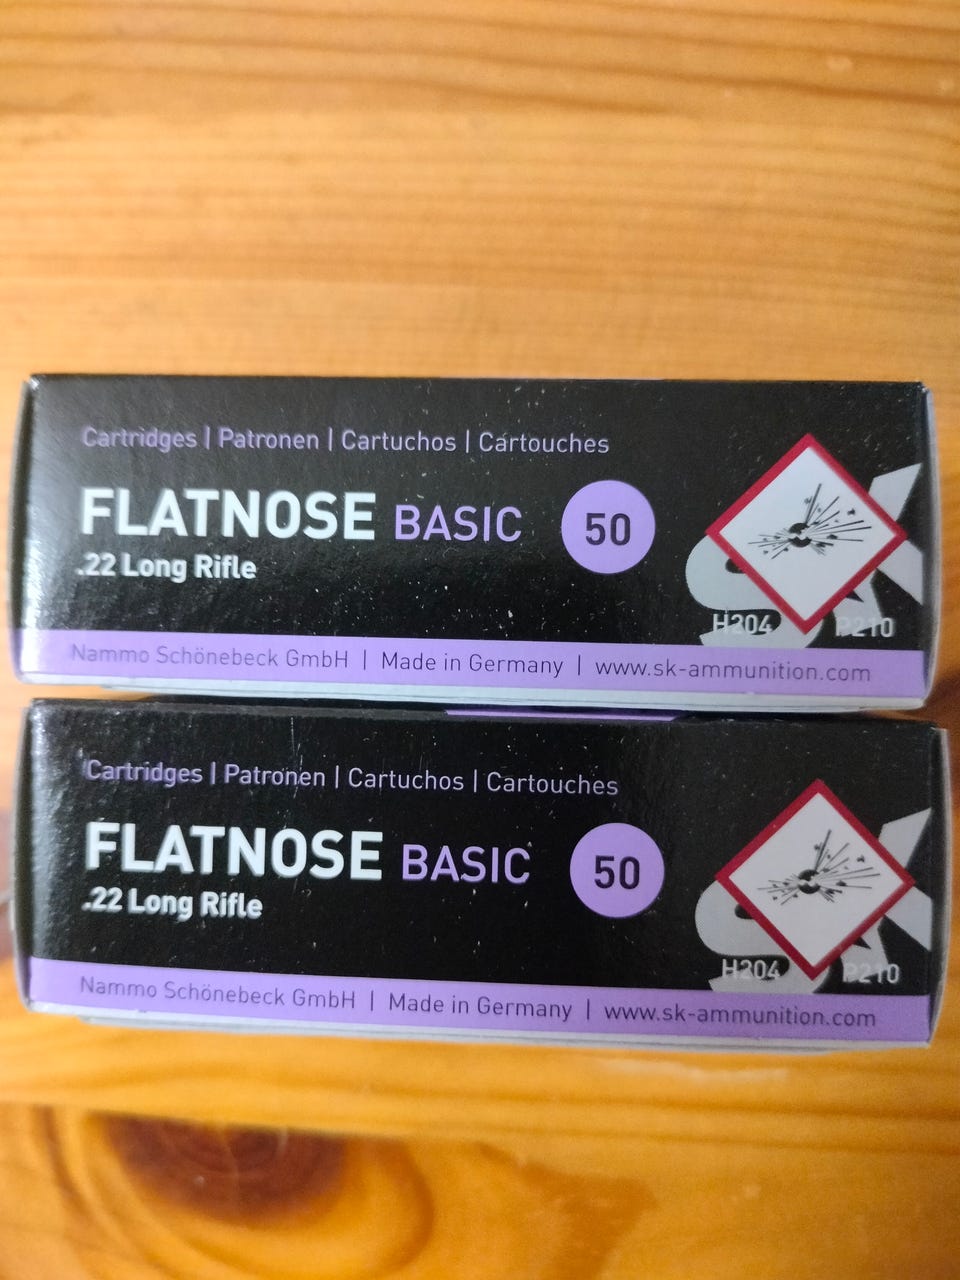 Cartridges | Patronen | Cartuchos | Cartouches
FLATNOSE BASIC 50
.22 Long Rifle
H204 P210
Nammo Schönebeck GmbH | Made in Germany | www.sk-ammunition.com
Cartridges | Patronen | Cartuchos | Cartouches
FLATNOSE BASIC 50
.22 Long Rifle
H204 P210
Nammo Schönebeck GmbH | Made in Germany | www.sk-ammunition.com